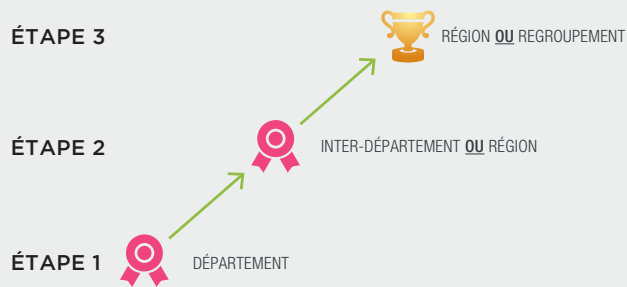 ÉTAPE 3
RÉGION OU REGROUPEMENT
ÉTAPE 2
INTER-DÉPARTEMENT OU RÉGION
ÉTAPE 1
DÉPARTEMENT